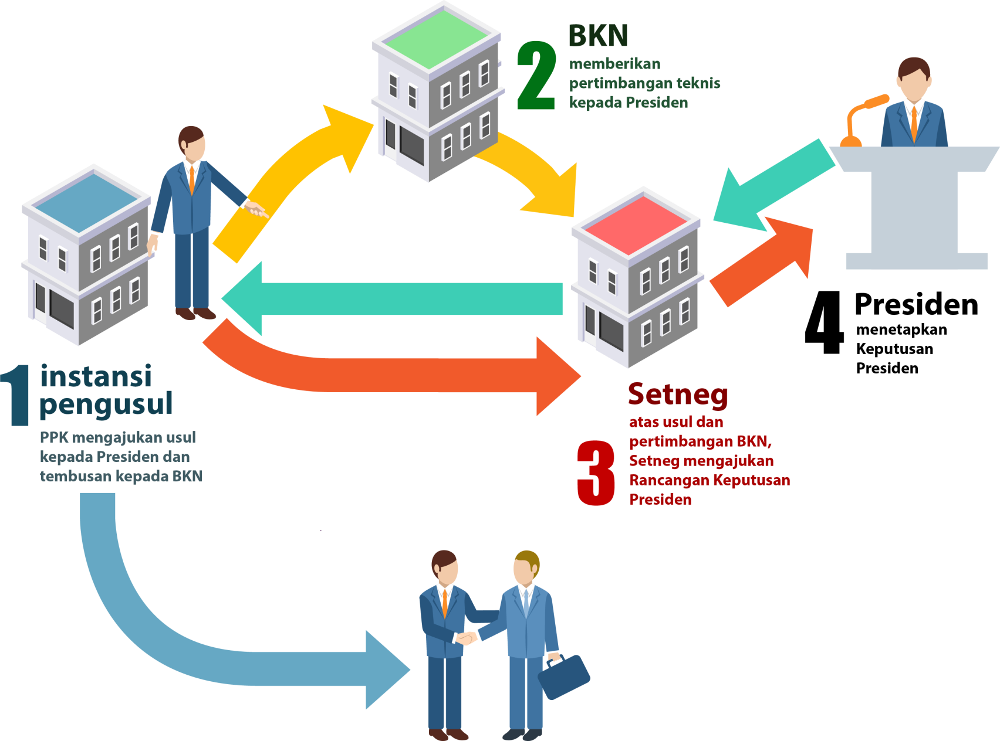 1
instansi
pengusul
PPK mengajukan usul
kepada Presiden dan
tembusan kepada BKN
2
BKN
memberikan
pertimbangan teknis
kepada Presiden
3
Setneg
atas usul dan
pertimbangan BKN,
Setneg mengajukan
Rancangan Keputusan
Presiden
4
Presiden
menetapkan
Keputusan
Presiden